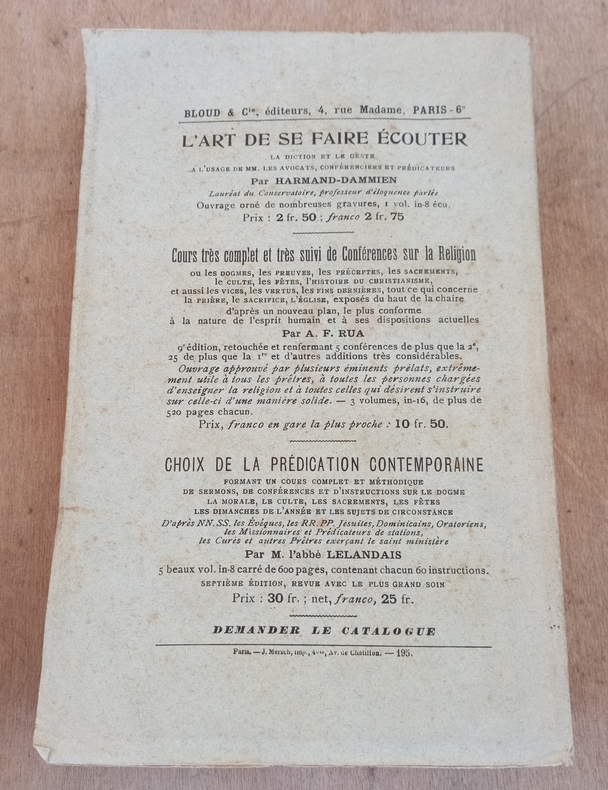 BLOUD & Cie, éditeurs, 4, rue Madame, PARIS-6e
L'ART DE SE FAIRE ÉCOUTER
LA DICTION ET LE GESTE
A L'USAGE DE MM. LES AVOCATS, CONFÉRENCIERS ET PRÉDICATEURS
Par HARMAND-DAMMIEN
Lauréat du Conservatoire, professeur d'éloquence parlée
Ouvrage orné de nombreuses gravures, 1 vol. in-8 écu.
Prix : 2 fr. 50 ; franco 2 fr. 75
Cours très complet et très suivi de Conférences sur la Religion
ou les DOGMES, les PREUVES, les PRÉCEPTES, les SACREMENTS,
le CULTE, les FÊTES, l'HISTOIRE DU CHRISTIANISME,
et aussi les VICES, les VERTUS, les FINS DERNIÈRES, tout ce qui concerne
la PRIÈRE, le SACRIFICE, L'ÉGLISE, exposés du haut de la chaire
d'après un nouveau plan, le plus conforme
à la nature de l'esprit humain et à ses dispositions actuelles
Par A. F. RUA
9e édition, retouchée et renfermant 5 conférences de plus que la 2e,
25 de plus que la 1re et d'autres additions très considérables.
Ouvrage approuvé par plusieurs éminents prélats, extrême-
ment utile à tous les prêtres, à toutes les personnes chargées
d'enseigner la religion et à toutes celles qui désirent s'instruire
sur celle-ci d'une manière solide. — 3 volumes, in-16, de plus de
520 pages chacun.
Prix, franco en gare la plus proche : 10 fr. 50.
CHOIX DE LA PRÉDICATION CONTEMPORAINE
FORMANT UN COURS COMPLET ET MÉTHODIQUE
DE SERMONS, DE CONFÉRENCES ET D'INSTRUCTIONS SUR LE DOGME
LA MORALE, LE CULTE, LES SACREMENTS, LES FÊTES
LES DIMANCHES DE L'ANNÉE ET LES SUJETS DE CIRCONSTANCE
D'après NN. SS. les Évêques, les RR. PP. Jésuites, Dominicains, Oratoriens,
les Missionnaires et Prédicateurs de stations,
les Curés et autres Prêtres exerçant le saint ministère
Par M. l'abbé LELANDAIS
5 beaux vol. in-8 carré de 600 pages, contenant chacun 60 instructions.
SEPTIÈME ÉDITION, REVUE AVEC LE PLUS GRAND SOIN
Prix : 30 fr. ; net, franco, 25 fr.
DEMANDER LE CATALOGUE
Paris. — J. Mersch, imp., Av. de Chatillon. — 195.